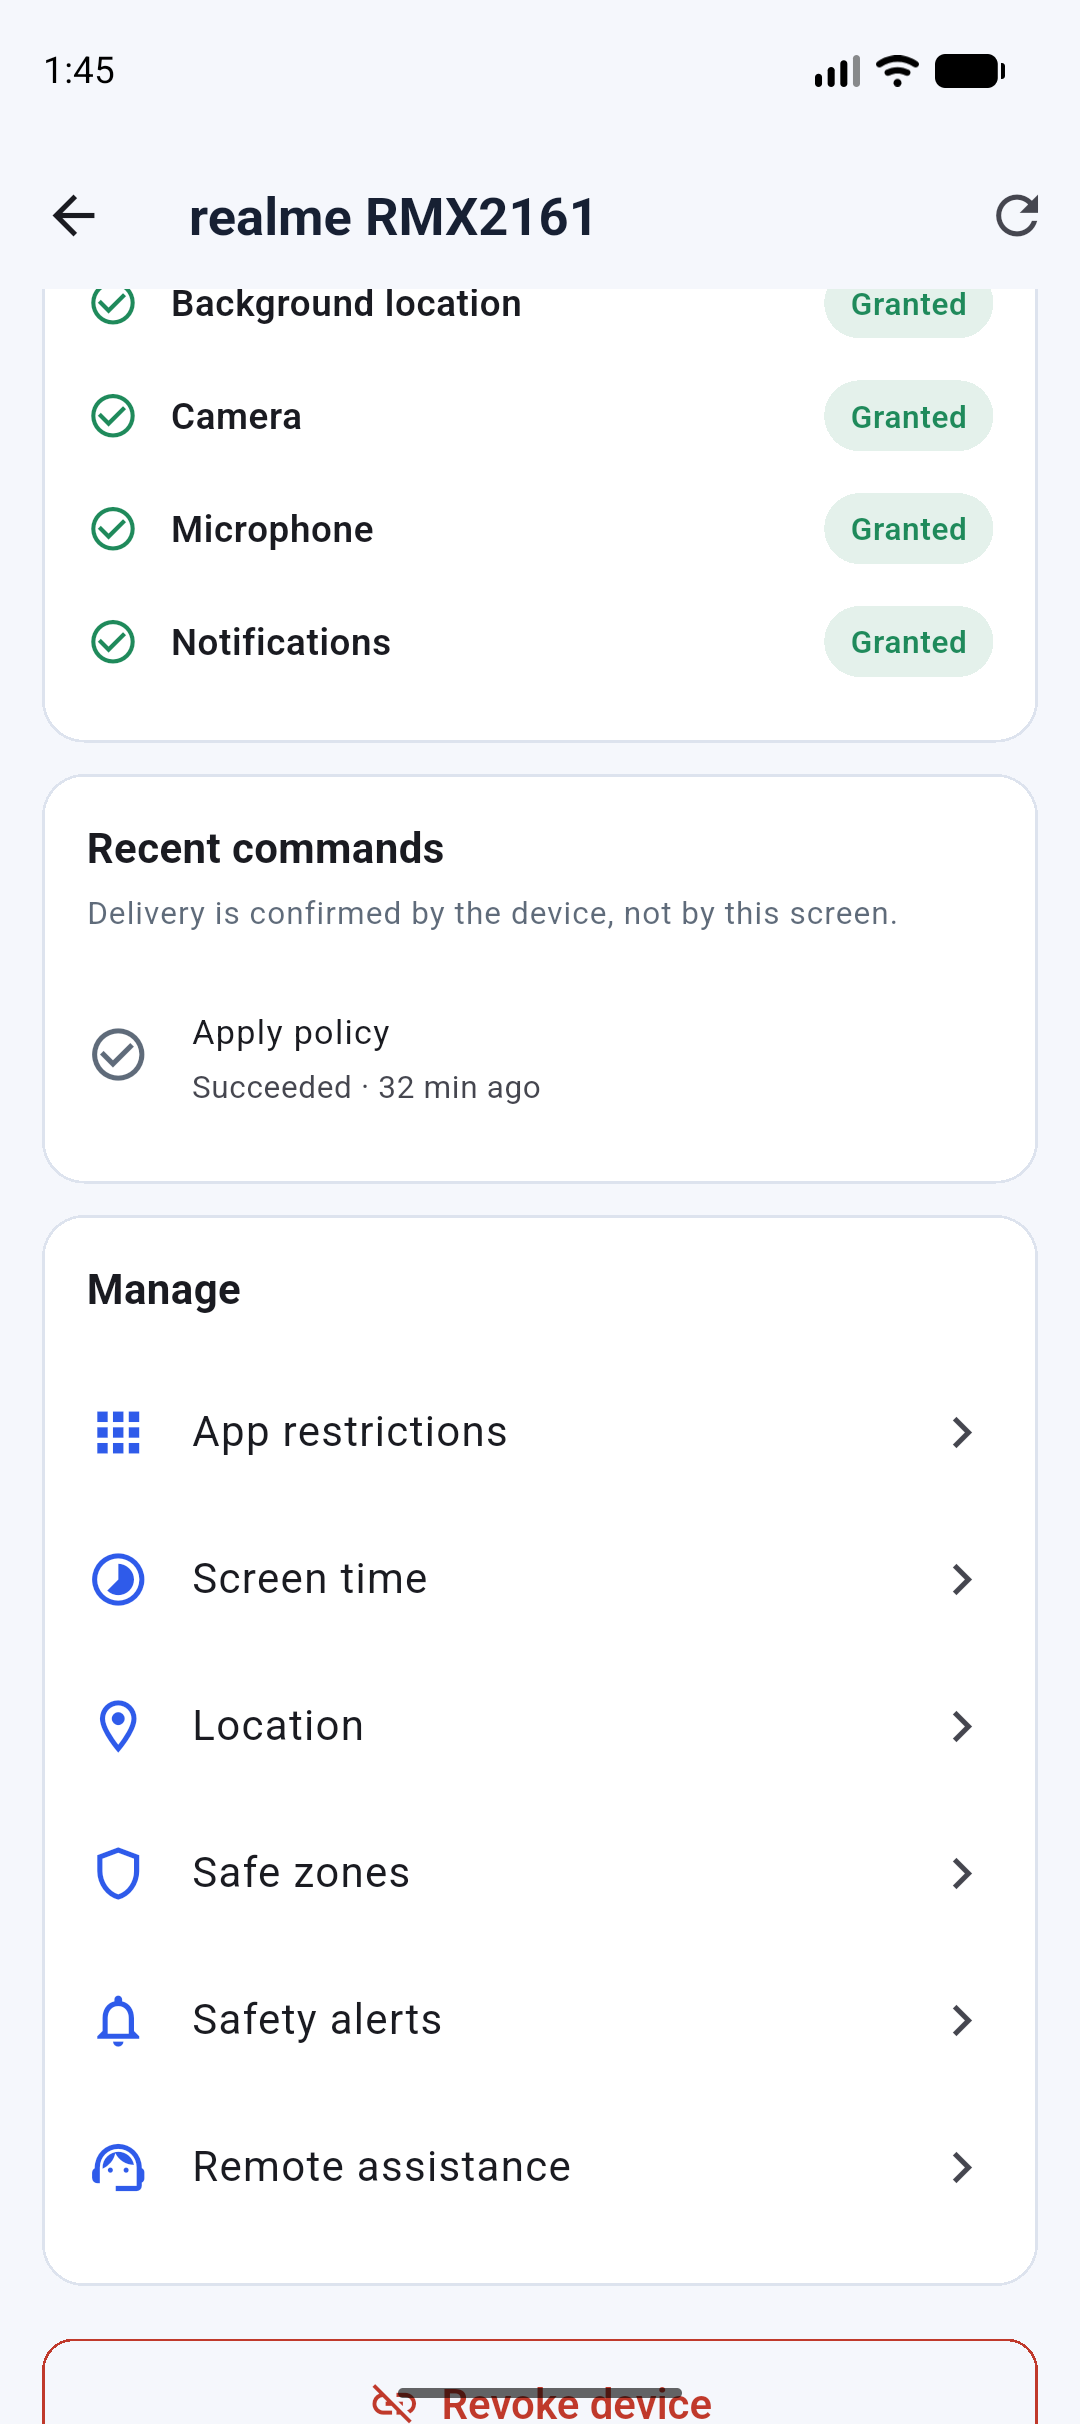 1:45
realme RMX2161
Background location
Granted
Camera
Granted
Microphone
Granted
Notifications
Granted
Recent commands
Delivery is confirmed by the device, not by this screen.
Apply policy
Succeeded · 32 min ago
Manage
App restrictions
Screen time
Location
Safe zones
Safety alerts
Remote assistance
Revoke device